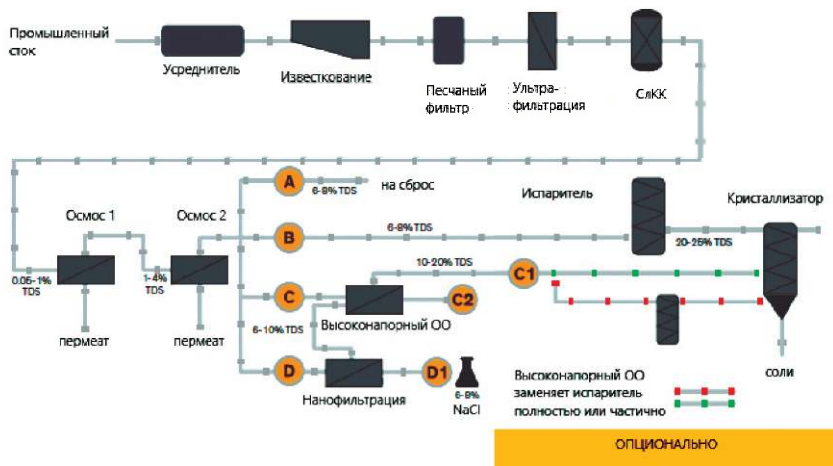 Промышленный
сток
Усреднитель
Известкование
Песчаный
фильтр
Ультра-
фильтрация
СлКК
Осмос 1
Осмос 2
A
6-8% TDS
на сброс
Испаритель
Кристаллизатор
B
6-8% TDS
20-25% TDS
0.05-1%
TDS
1-4%
TDS
10-20% TDS
C1
C
C2
Высоконапорный ОО
6-10% TDS
пермеат
пермеат
D
D1
6-8%
NaCl
Нанофильтрация
соли
Высоконапорный ОО
заменяет испаритель
полностью или частично
ОПЦИОНАЛЬНО